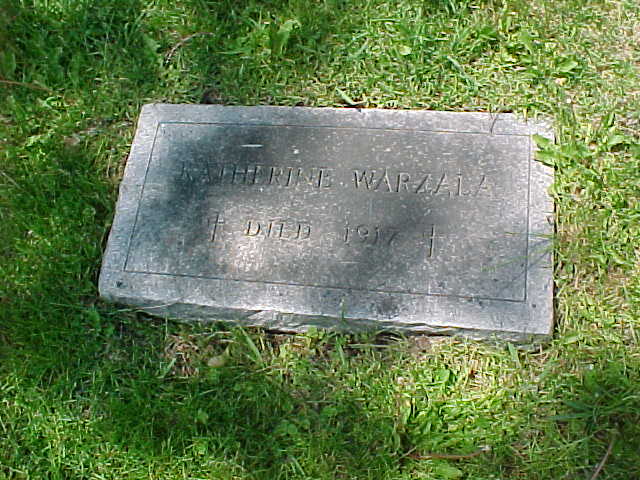 KATHERINE WARZALA
† DIED 1917 †